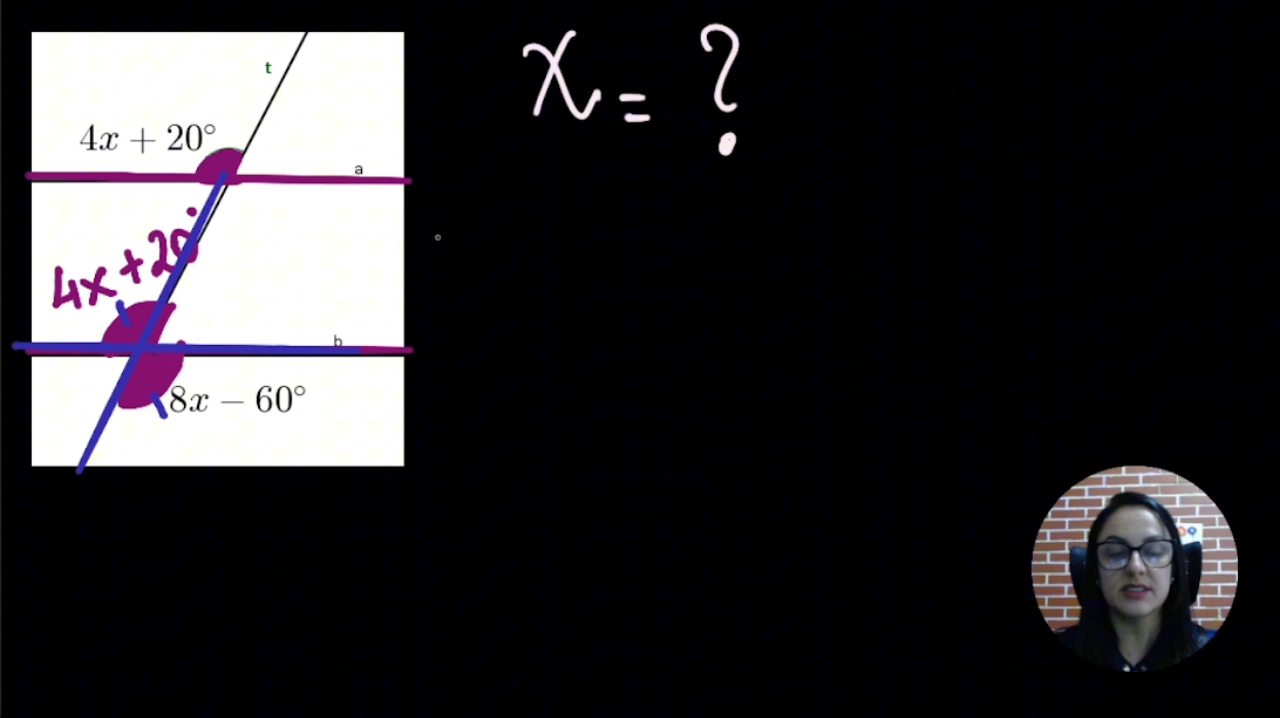 x = ?
t
4x + 20°
a
4x + 20°
b
8x − 60°